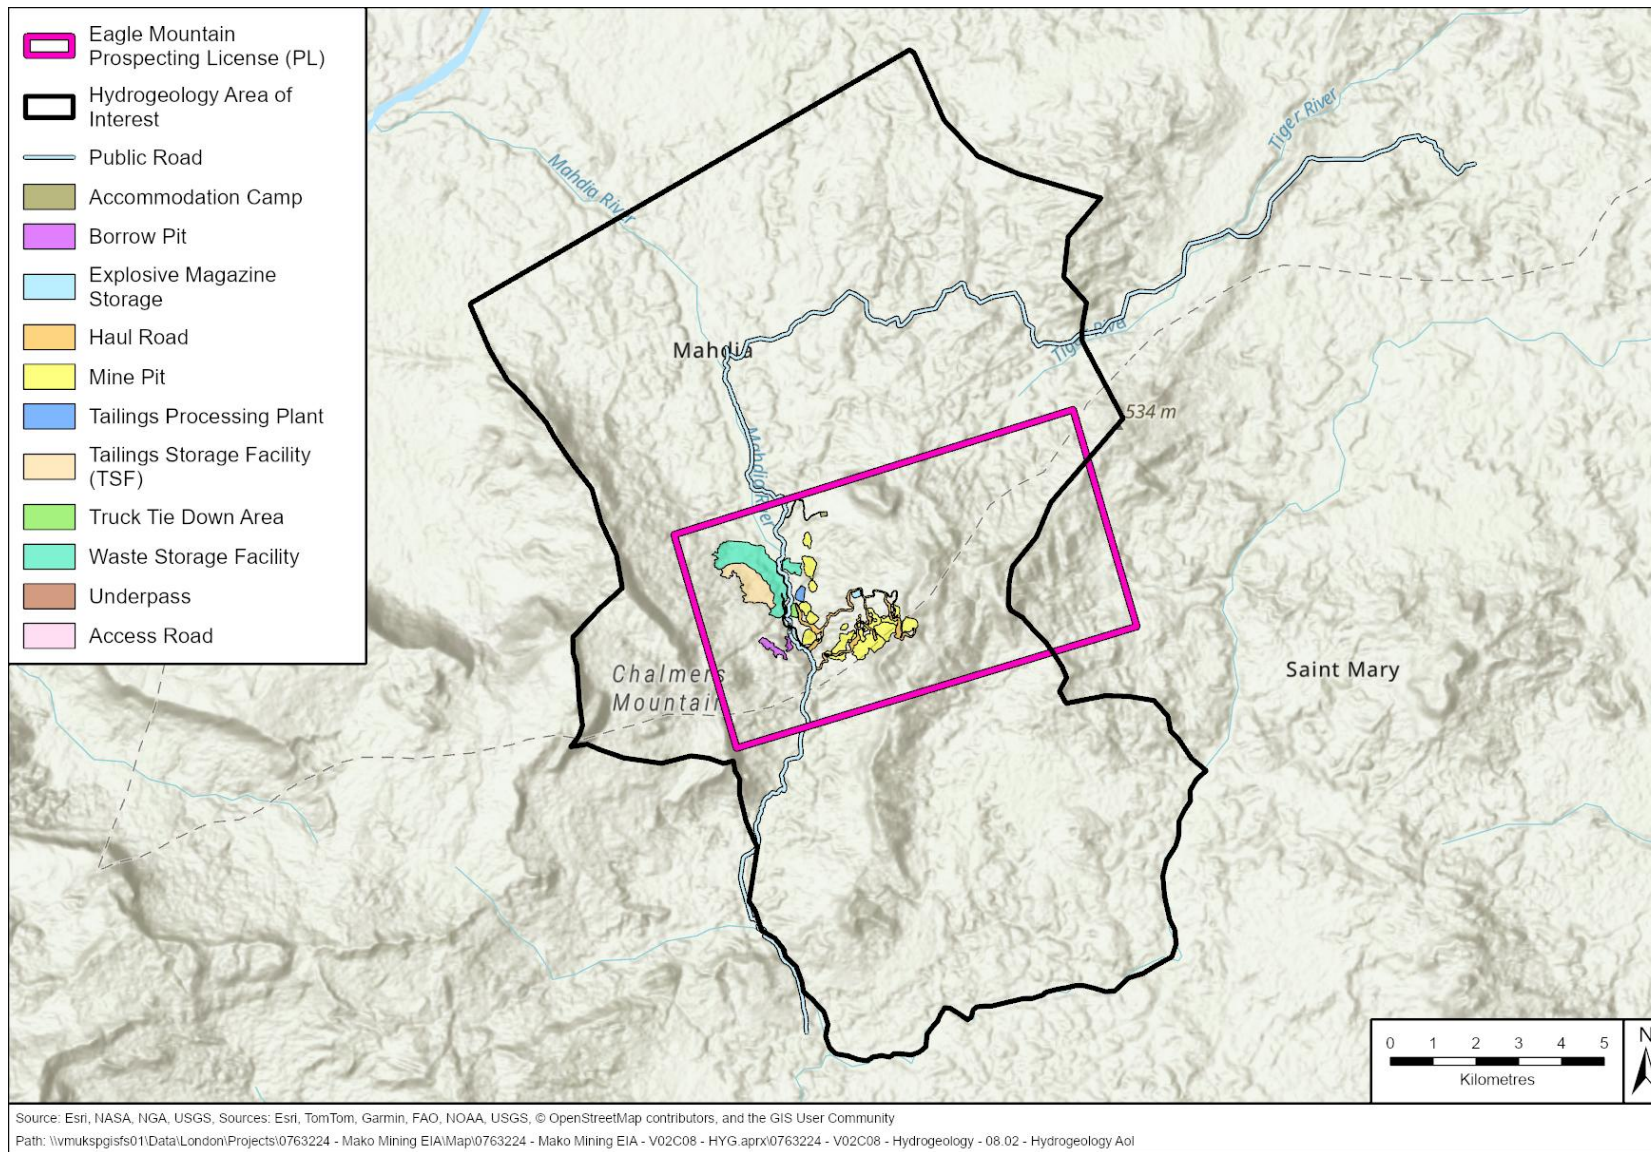 Eagle Mountain
Prospecting License (PL)
Hydrogeology Area of
Interest
Public Road
Accommodation Camp
Borrow Pit
Explosive Magazine
Storage
Haul Road
Mine Pit
Tailings Processing Plant
Tailings Storage Facility
(TSF)
Truck Tie Down Area
Waste Storage Facility
Underpass
Access Road
Mahdia River
Tiger River
Mahdia
Tiger River
534 m
Mahdia River
Chalmers
Mountain
Saint Mary
N
0 1 2 3 4 5
Kilometres
Source: Esri, NASA, NGA, USGS, Sources: Esri, TomTom, Garmin, FAO, NOAA, USGS, © OpenStreetMap contributors, and the GIS User Community
Path: \\vmukspgisfs01\Data\London\Projects\0763224 - Mako Mining EIA\Map\0763224 - Mako Mining EIA - V02C08 - HYG.aprx\0763224 - V02C08 - Hydrogeology - 08.02 - Hydrogeology AoI